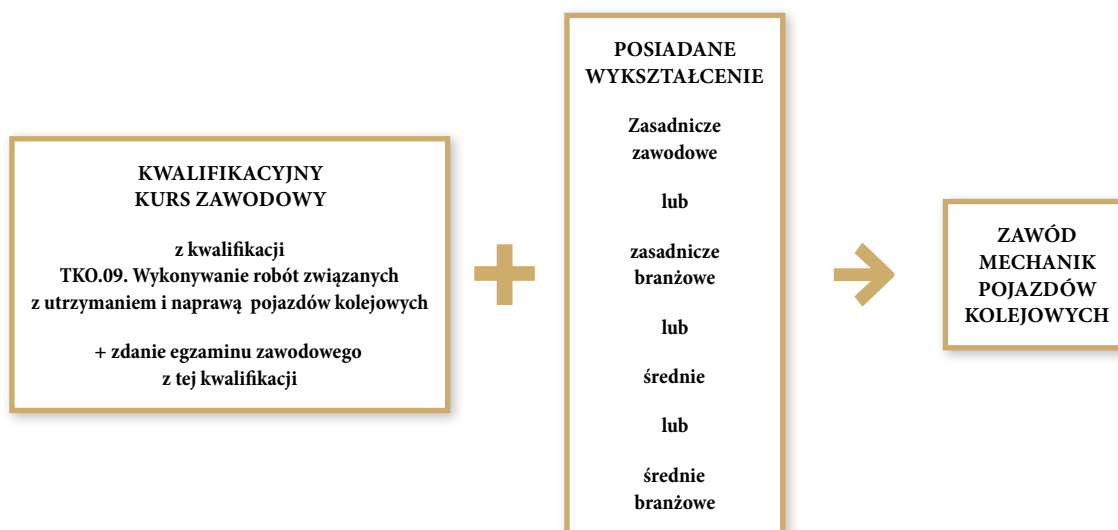 KWALIFIKACYJNY
KURS ZAWODOWY
z kwalifikacji
TKO.09. Wykonywanie robót związanych
z utrzymaniem i naprawą pojazdów kolejowych
+ zdanie egzaminu zawodowego
z tej kwalifikacji
POSIADANE
WYKSZTAŁCENIE
Zasadnicze
zawodowe
lub
zasadnicze
branżowe
lub
średnie
lub
średnie
branżowe
ZAWÓD
MECHANIK
POJAZDÓW
KOLEJOWYCH